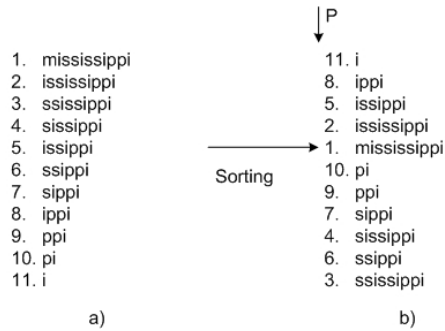 P
1. mississippi
2. ississippi
3. ssissippi
4. sissippi
5. issippi
6. ssippi
7. sippi
8. ippi
9. ppi
10. pi
11. i
a)
Sorting
11. i
8. ippi
5. issippi
2. ississippi
1. mississippi
10. pi
9. ppi
7. sippi
4. sissippi
6. ssippi
3. ssissippi
b)